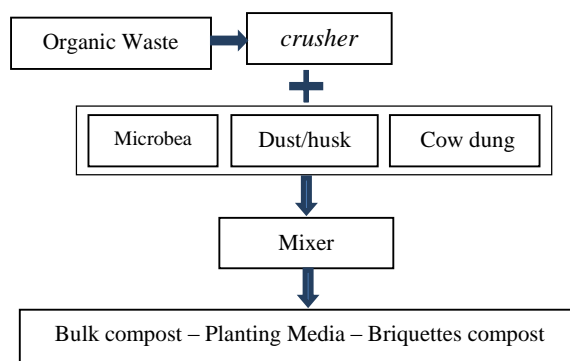 Organic Waste
crusher
Microbea
Dust/husk
Cow dung
Mixer
Bulk compost – Planting Media – Briquettes compost